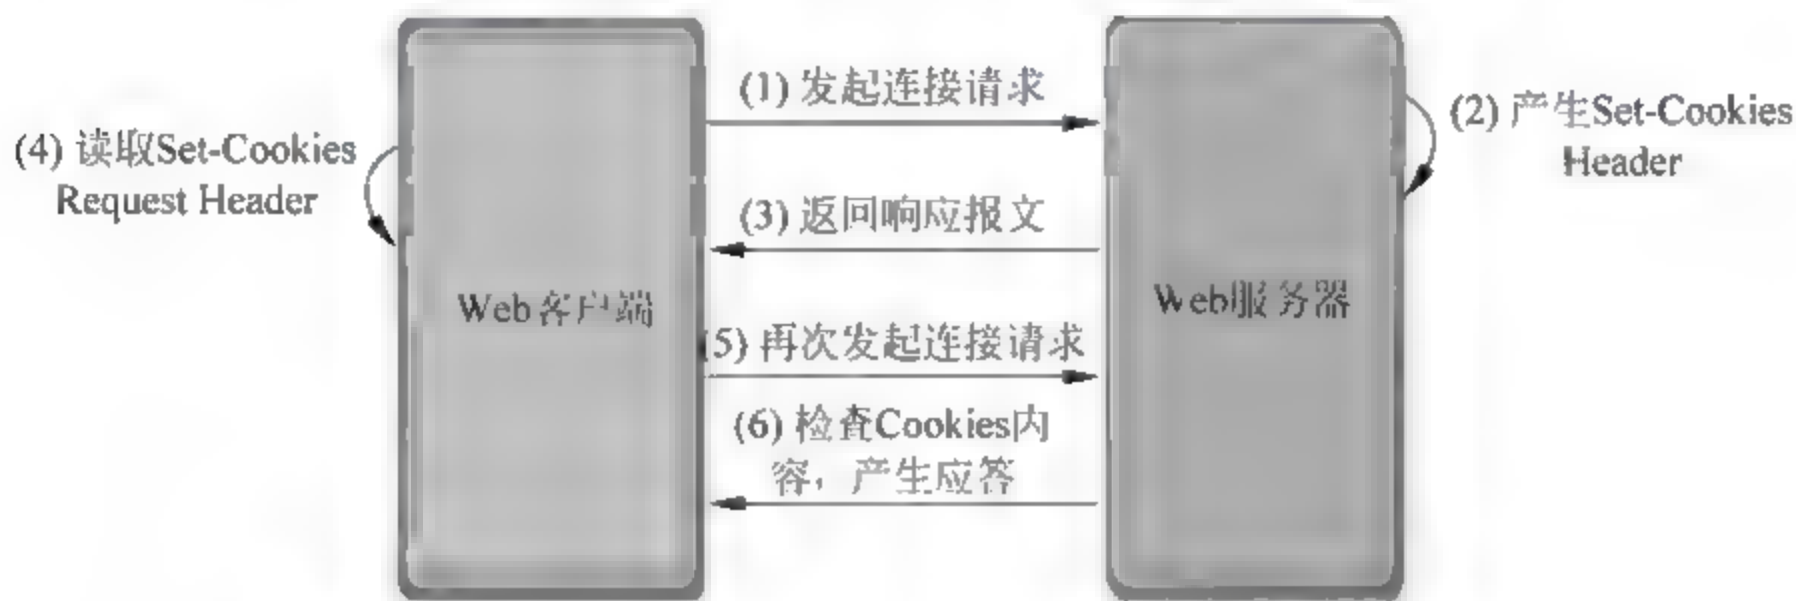 (1) 发起连接请求
(2) 产生Set-Cookies
Header
(4) 读取Set-Cookies
Request Header
(3) 返回响应报文
Web客户端
Web服务器
(5) 再次发起连接请求
(6) 检查Cookies内
容，产生应答